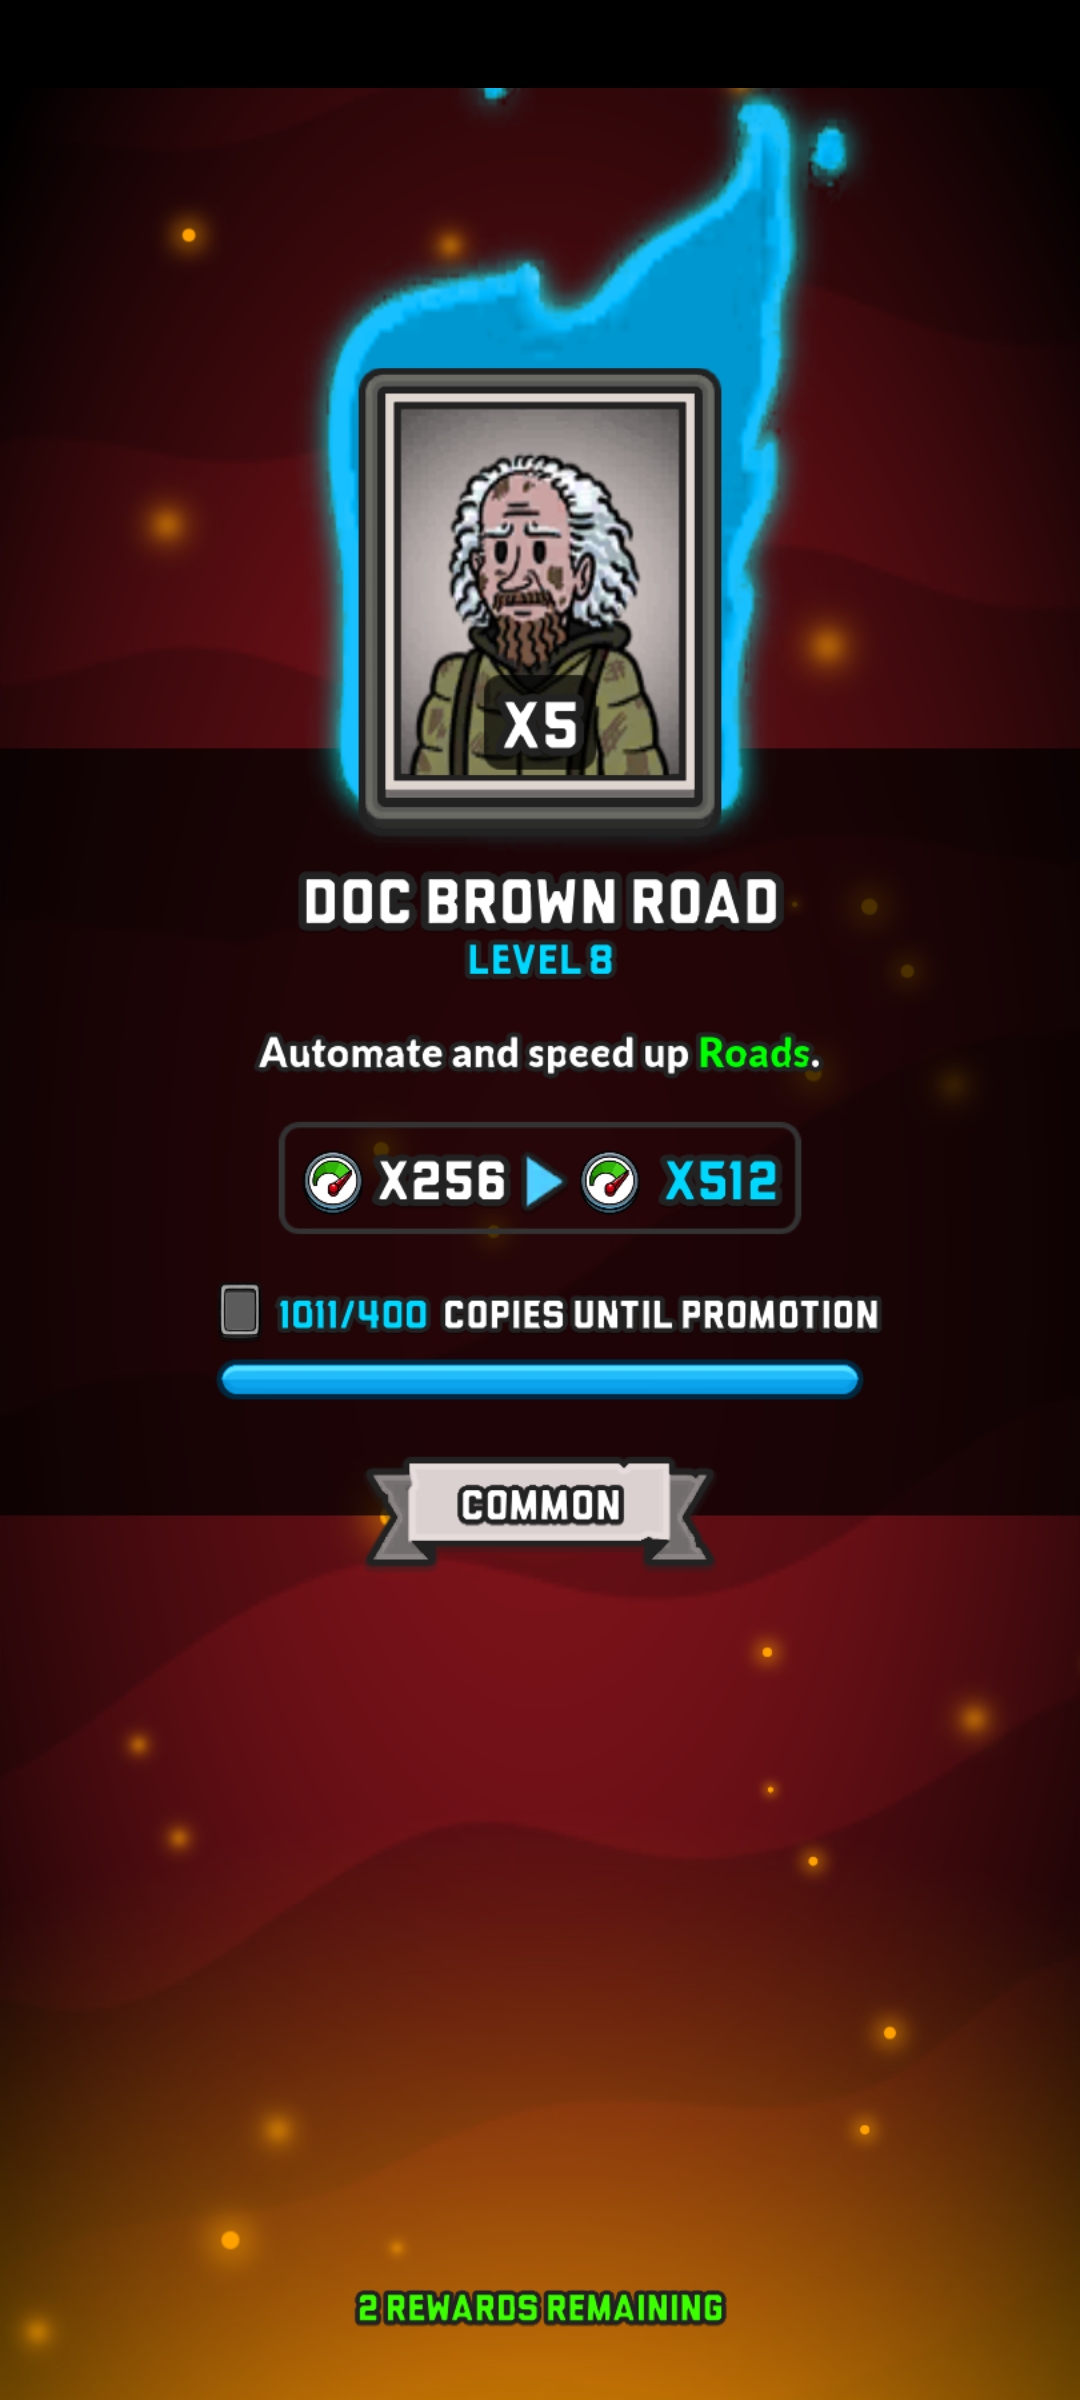 X5
DOC BROWN ROAD
LEVEL 8
Automate and speed up Roads.
X256 X512
1011/400 COPIES UNTIL PROMOTION
COMMON
2 REWARDS REMAINING